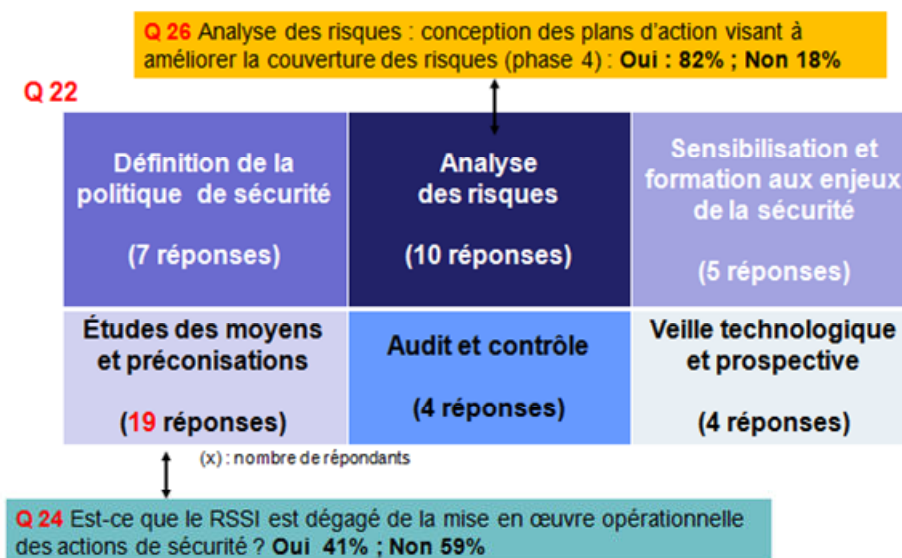 Q 26 Analyse des risques : conception des plans d'action visant à
améliorer la couverture des risques (phase 4) : Oui : 82% ; Non 18%
Q 22
Définition de la
politique de sécurité
(7 réponses)
Analyse
des risques
(10 réponses)
Sensibilisation et
formation aux enjeux
de la sécurité
(5 réponses)
Études des moyens
et préconisations
(19 réponses)
Audit et contrôle
(4 réponses)
Veille technologique
et prospective
(4 réponses)
(x) : nombre de répondants
Q 24 Est-ce que le RSSI est dégagé de la mise en œuvre opérationnelle
des actions de sécurité ? Oui 41% ; Non 59%